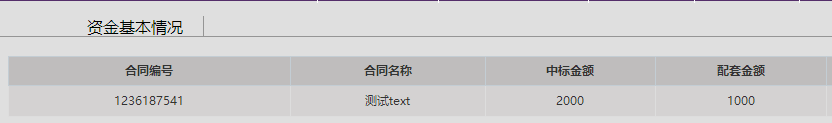 资金基本情况
合同编号 合同名称 中标金额 配套金额
1236187541 测试text 2000 1000